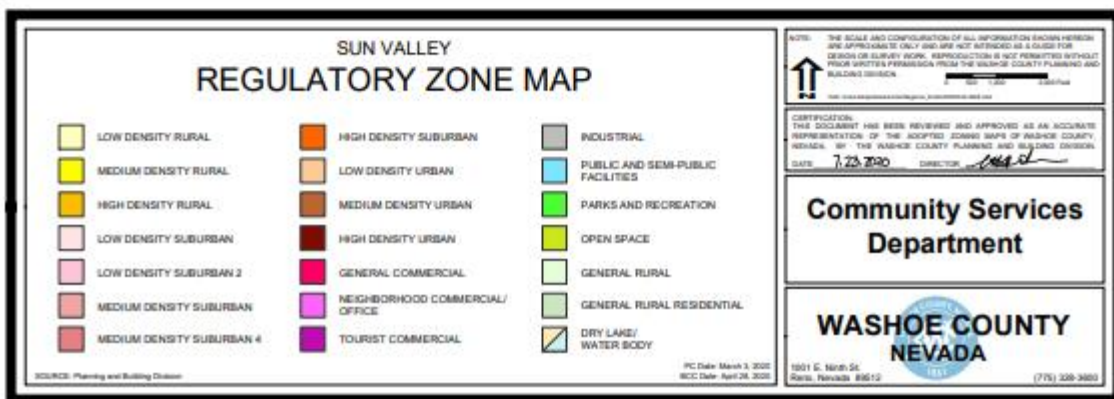 SUN VALLEY
REGULATORY ZONE MAP
LOW DENSITY RURAL
MEDIUM DENSITY RURAL
HIGH DENSITY RURAL
LOW DENSITY SUBURBAN
LOW DENSITY SUBURBAN 2
MEDIUM DENSITY SUBURBAN
MEDIUM DENSITY SUBURBAN 4
HIGH DENSITY SUBURBAN
LOW DENSITY URBAN
MEDIUM DENSITY URBAN
HIGH DENSITY URBAN
GENERAL COMMERCIAL
NEIGHBORHOOD COMMERCIAL/
OFFICE
TOURIST COMMERCIAL
INDUSTRIAL
PUBLIC AND SEMI-PUBLIC
FACILITIES
PARKS AND RECREATION
OPEN SPACE
GENERAL RURAL
GENERAL RURAL RESIDENTIAL
DRY LAKE/
WATER BODY
SOURCE: Planning and Building Division
PC Date: March 3, 2020
BCC Date: April 28, 2020
NOTE: THE SCALE AND CONFIGURATION OF ALL INFORMATION SHOWN HEREON
ARE APPROXIMATE ONLY AND ARE NOT INTENDED AS A GUIDE FOR
DESIGN OR SURVEY WORK. REPRODUCTION IS NOT PERMITTED WITHOUT
PRIOR WRITTEN PERMISSION FROM THE WASHOE COUNTY PLANNING AND
BUILDING DIVISION.
CERTIFICATION:
THIS DOCUMENT HAS BEEN REVIEWED AND APPROVED AS AN ACCURATE
REPRESENTATION OF THE ADOPTED ZONING MAPS OF WASHOE COUNTY,
NEVADA. BY - THE WASHOE COUNTY PLANNING AND BUILDING DIVISION.
DATE 7.23.2020 DIRECTOR
Community Services
Department
WASHOE COUNTY
NEVADA
1001 E. Ninth St.
Reno, Nevada 89512
(775) 328-3600